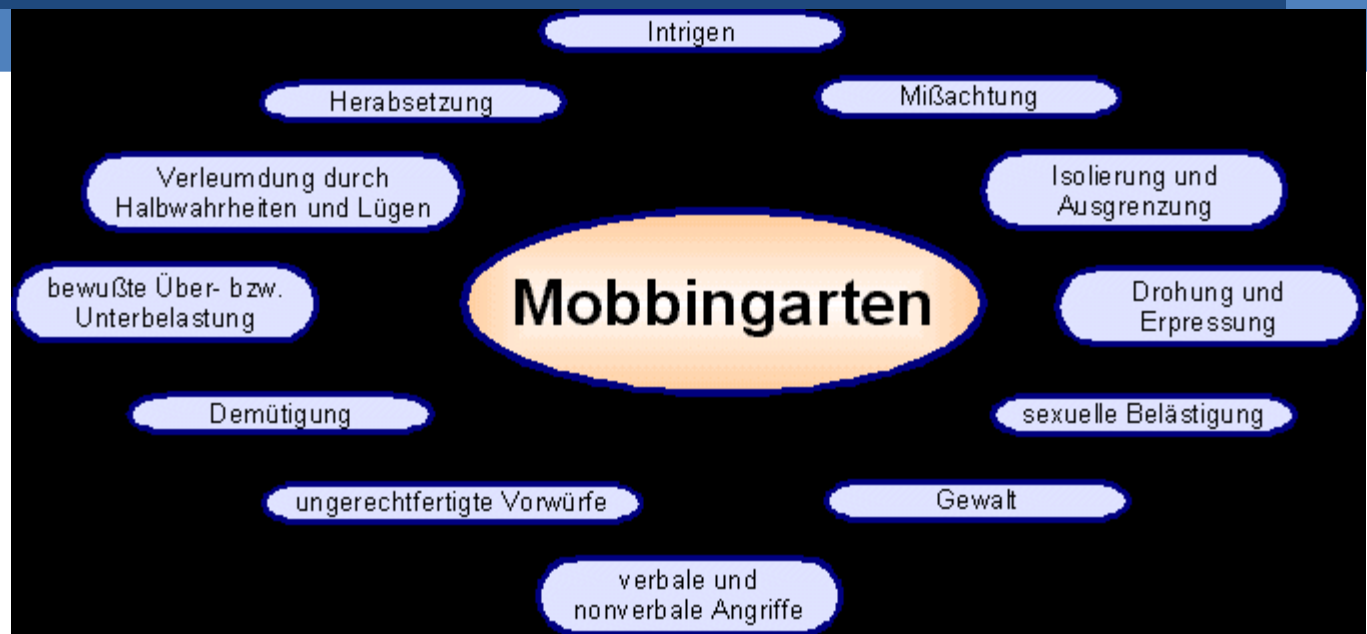 Intrigen
Herabsetzung
Mißachtung
Verleumdung durch
Halbwahrheiten und Lügen
Isolierung und
Ausgrenzung
bewußte Über- bzw.
Unterbelastung
Mobbingarten
Drohung und
Erpressung
Demütigung
sexuelle Belästigung
ungerechtfertigte Vorwürfe
Gewalt
verbale und
nonverbale Angriffe